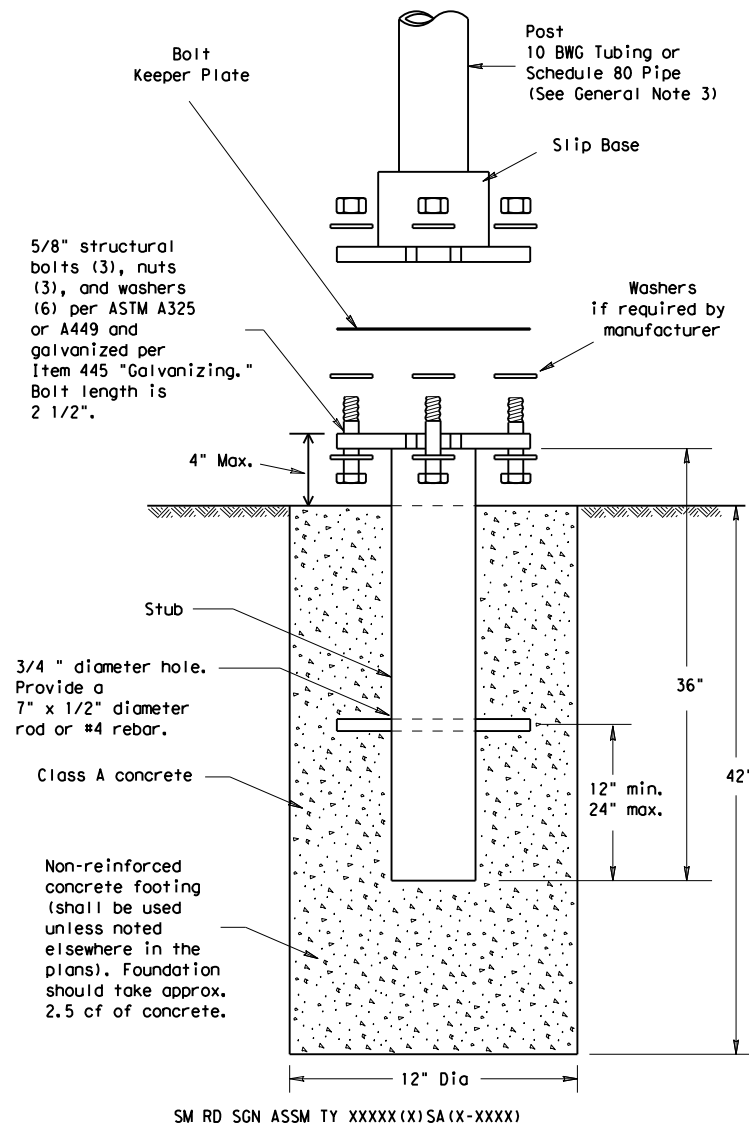 Bolt
Keeper Plate
Post
10 BWG Tubing or
Schedule 80 Pipe
(See General Note 3)
Slip Base
5/8" structural
bolts (3), nuts
(3), and washers
(6) per ASTM A325
or A449 and
galvanized per
Item 445 "Galvanizing."
Bolt length is
2 1/2".
Washers
if required by
manufacturer
4" Max.
Stub
3/4 " diameter hole.
Provide a
7" x 1/2" diameter
rod or #4 rebar.
36"
42"
12" min.
24" max.
Class A concrete
Non-reinforced
concrete footing
(shall be used
unless noted
elsewhere in the
plans). Foundation
should take approx.
2.5 cf of concrete.
12" Dia
SM RD SGN ASSM TY XXXXX(X)SA(X-XXXX)